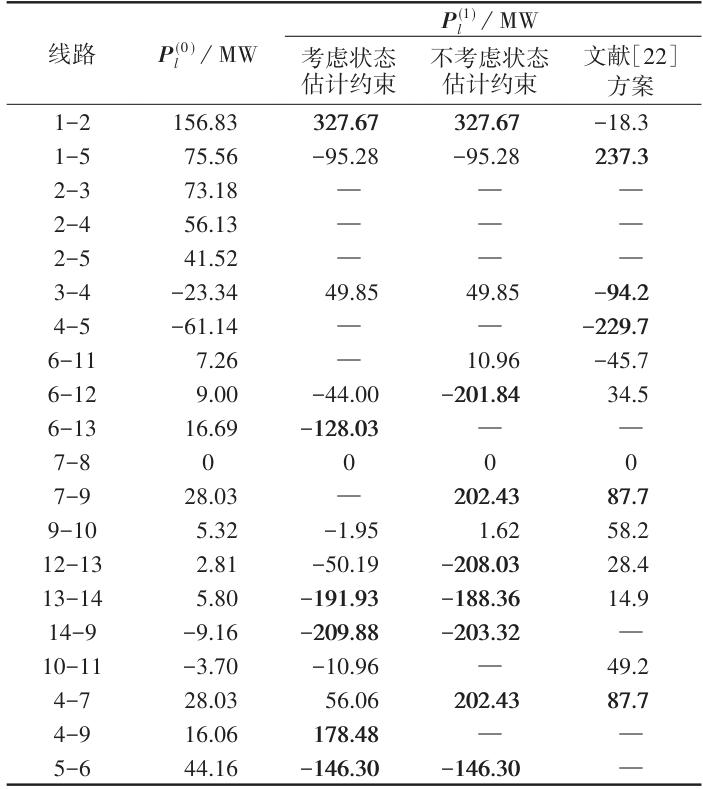 线路 P_l^(0) / MW P_l^(1) / MW
考虑状态估计约束 不考虑状态估计约束 文献[22]方案
1-2 156.83 327.67 327.67 -18.3
1-5 75.56 -95.28 -95.28 237.3
2-3 73.18 — — —
2-4 56.13 — — —
2-5 41.52 — — —
3-4 -23.34 49.85 49.85 -94.2
4-5 -61.14 — — -229.7
6-11 7.26 — 10.96 -45.7
6-12 9.00 -44.00 -201.84 34.5
6-13 16.69 -128.03 — —
7-8 0 0 0 0
7-9 28.03 — 202.43 87.7
9-10 5.32 -1.95 1.62 58.2
12-13 2.81 -50.19 -208.03 28.4
13-14 5.80 -191.93 -188.36 14.9
14-9 -9.16 -209.88 -203.32 —
10-11 -3.70 -10.96 — 49.2
4-7 28.03 56.06 202.43 87.7
4-9 16.06 178.48 — —
5-6 44.16 -146.30 -146.30 —